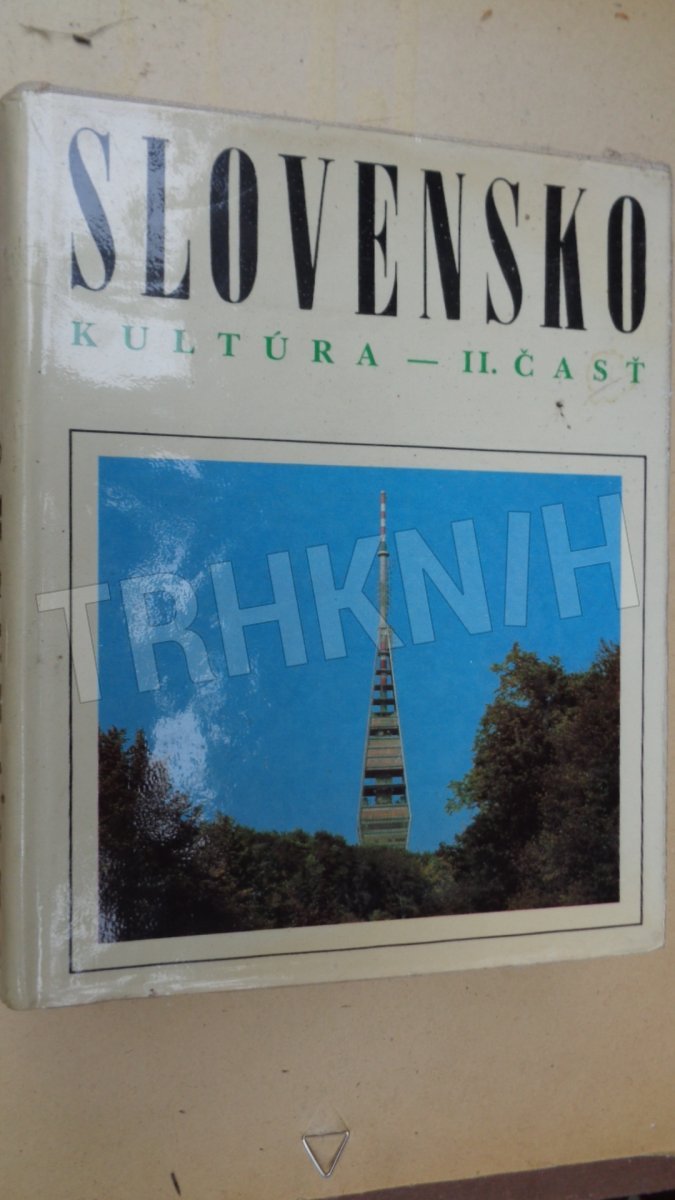 SLOVENSKO
KULTÚRA — II. ČASŤ
TRHKNIH